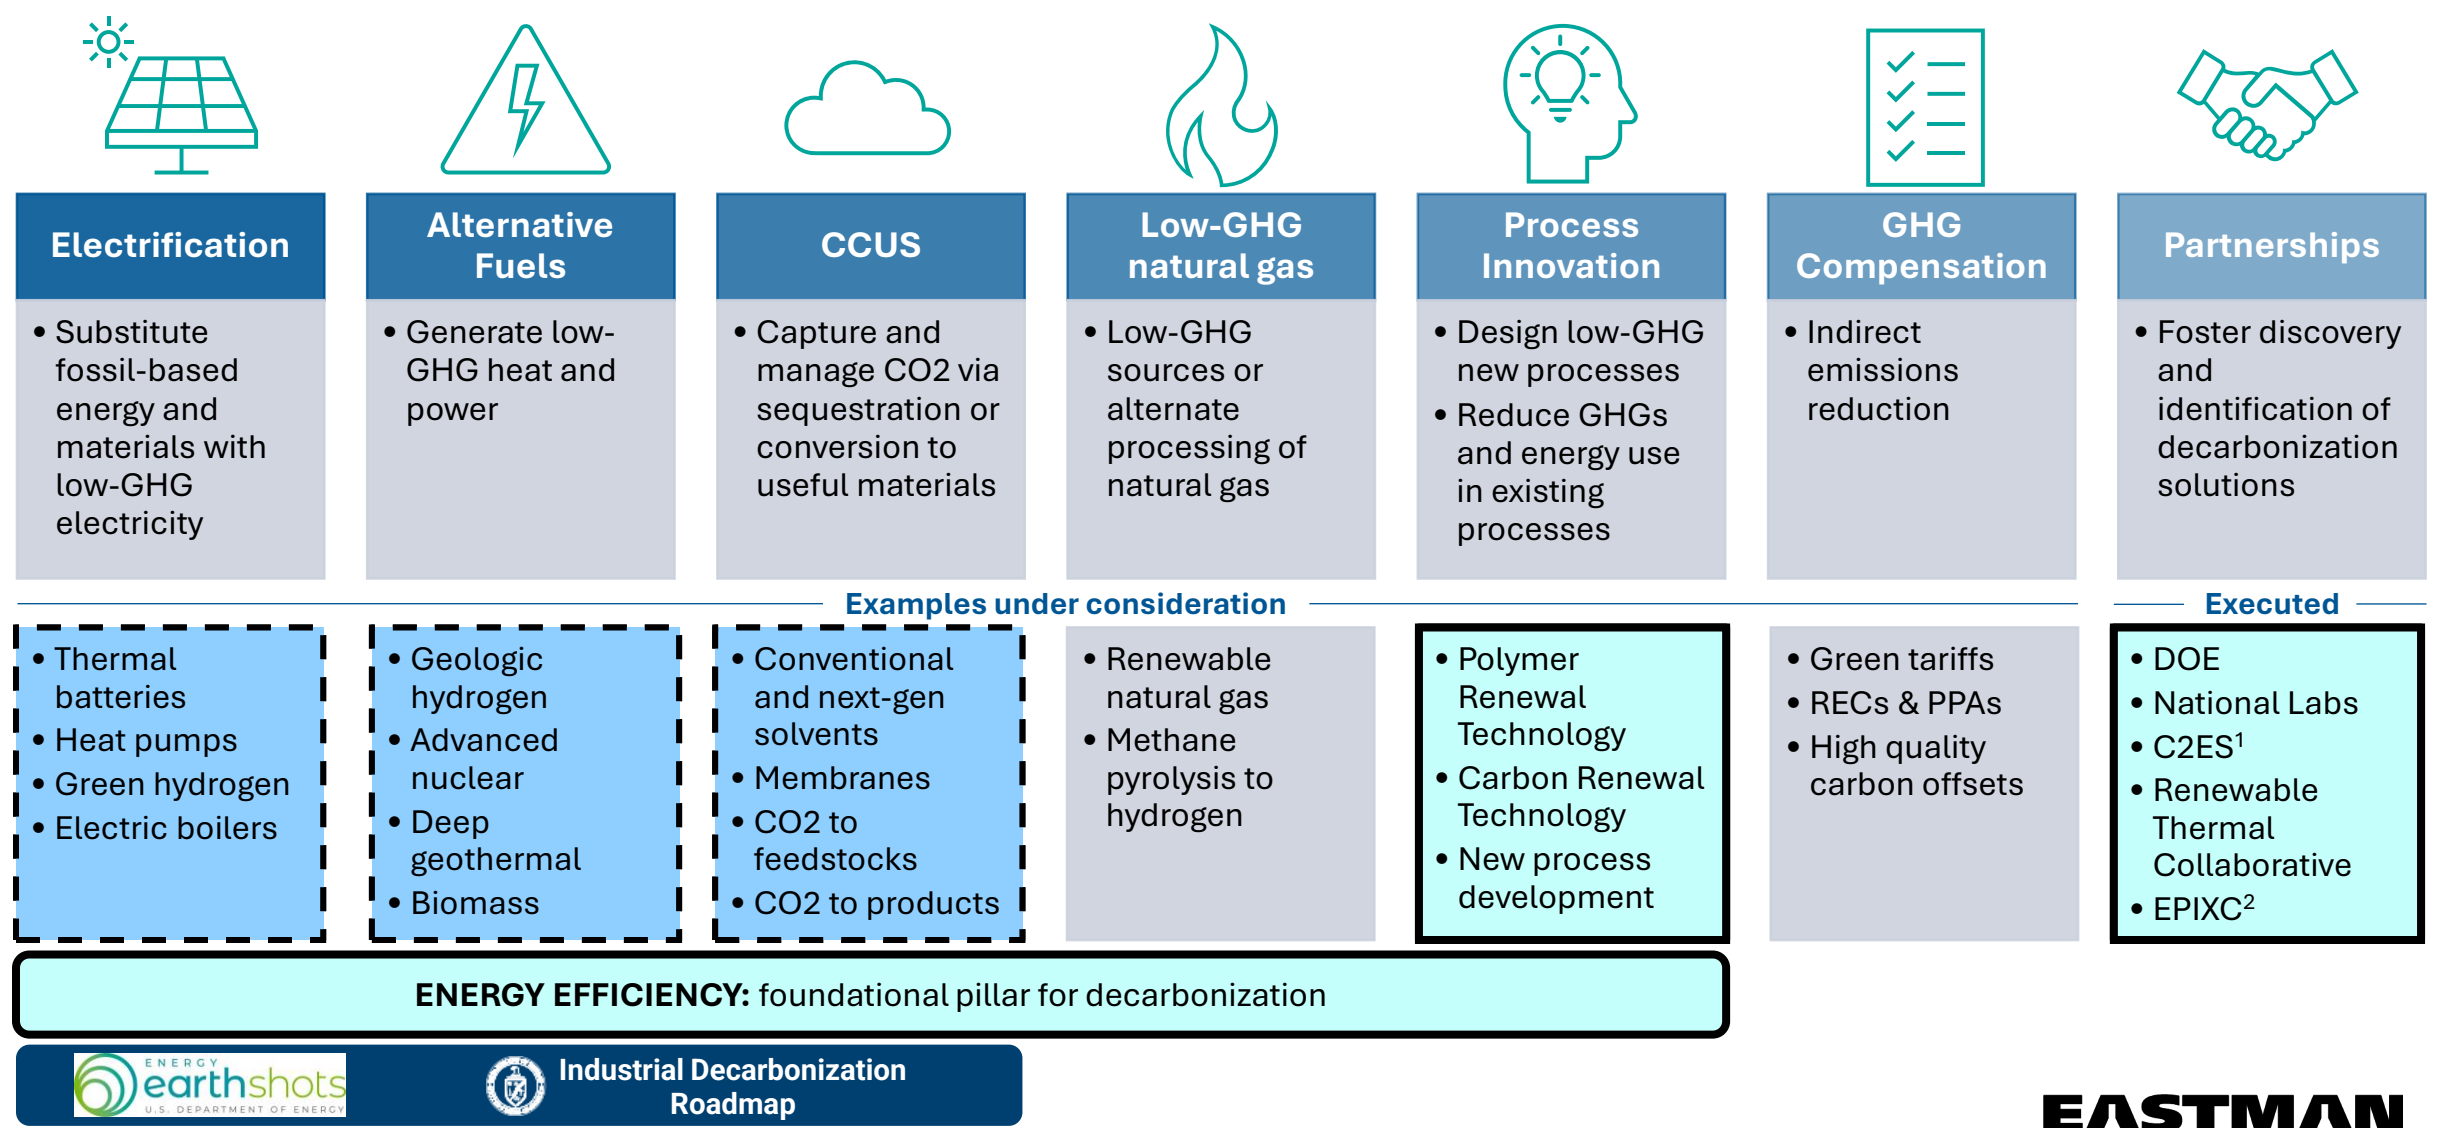 Electrification
Alternative
Fuels
CCUS
Low-GHG
natural gas
Process
Innovation
GHG
Compensation
Partnerships
• Substitute
fossil-based
energy and
materials with
low-GHG
electricity
• Generate low-
GHG heat and
power
• Capture and
manage CO2 via
sequestration or
conversion to
useful materials
• Low-GHG
sources or
alternate
processing of
natural gas
• Design low-GHG
new processes
• Reduce GHGs
and energy use
in existing
processes
• Indirect
emissions
reduction
• Foster discovery
and
identification of
decarbonization
solutions
Examples under consideration
Executed
• Thermal
batteries
• Heat pumps
• Green hydrogen
• Electric boilers
• Geologic
hydrogen
• Advanced
nuclear
• Deep
geothermal
• Biomass
• Conventional
and next-gen
solvents
• Membranes
• CO2 to
feedstocks
• CO2 to products
• Renewable
natural gas
• Methane
pyrolysis to
hydrogen
• Polymer
Renewal
Technology
• Carbon Renewal
Technology
• New process
development
• Green tariffs
• RECs & PPAs
• High quality
carbon offsets
• DOE
• National Labs
• C2ES¹
• Renewable
Thermal
Collaborative
• EPIXC²
ENERGY EFFICIENCY: foundational pillar for decarbonization
ENERGY
earthshots
U.S. DEPARTMENT OF ENERGY
Industrial Decarbonization
Roadmap
EASTMAN